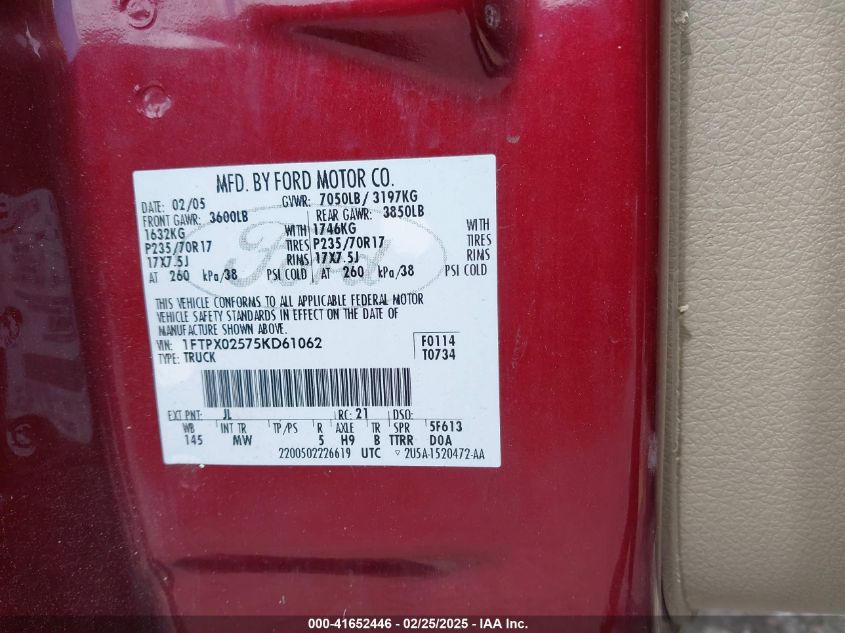 MFD. BY FORD MOTOR CO.
DATE: 02/05 GVWR: 7050LB/ 3197KG
FRONT GAWR: 3600LB REAR GAWR: 3850LB
1632KG WITH 1746KG WITH
P235/70R17 TIRES P235/70R17 TIRES
17X7.5J RIMS 17X7.5J RIMS
AT 260 kPa/38 PSI COLD AT 260 kPa/38 PSI COLD
Ford
THIS VEHICLE CONFORMS TO ALL APPLICABLE FEDERAL MOTOR
VEHICLE SAFETY STANDARDS IN EFFECT ON THE DATE OF
MANUFACTURE SHOWN ABOVE.
VIN: 1FTPX02575KD61062 F0114
TYPE: TRUCK T0734
EXT PNT: JL RC: 21 DSO:
WB INT TR TP/PS R AXLE TR SPR 5F613
145 MW 5 H9 B TTRR D0A
2200502226619 UTC ▽ 2U5A-1520472-AA
000-41652446 - 02/25/2025 - IAA Inc.